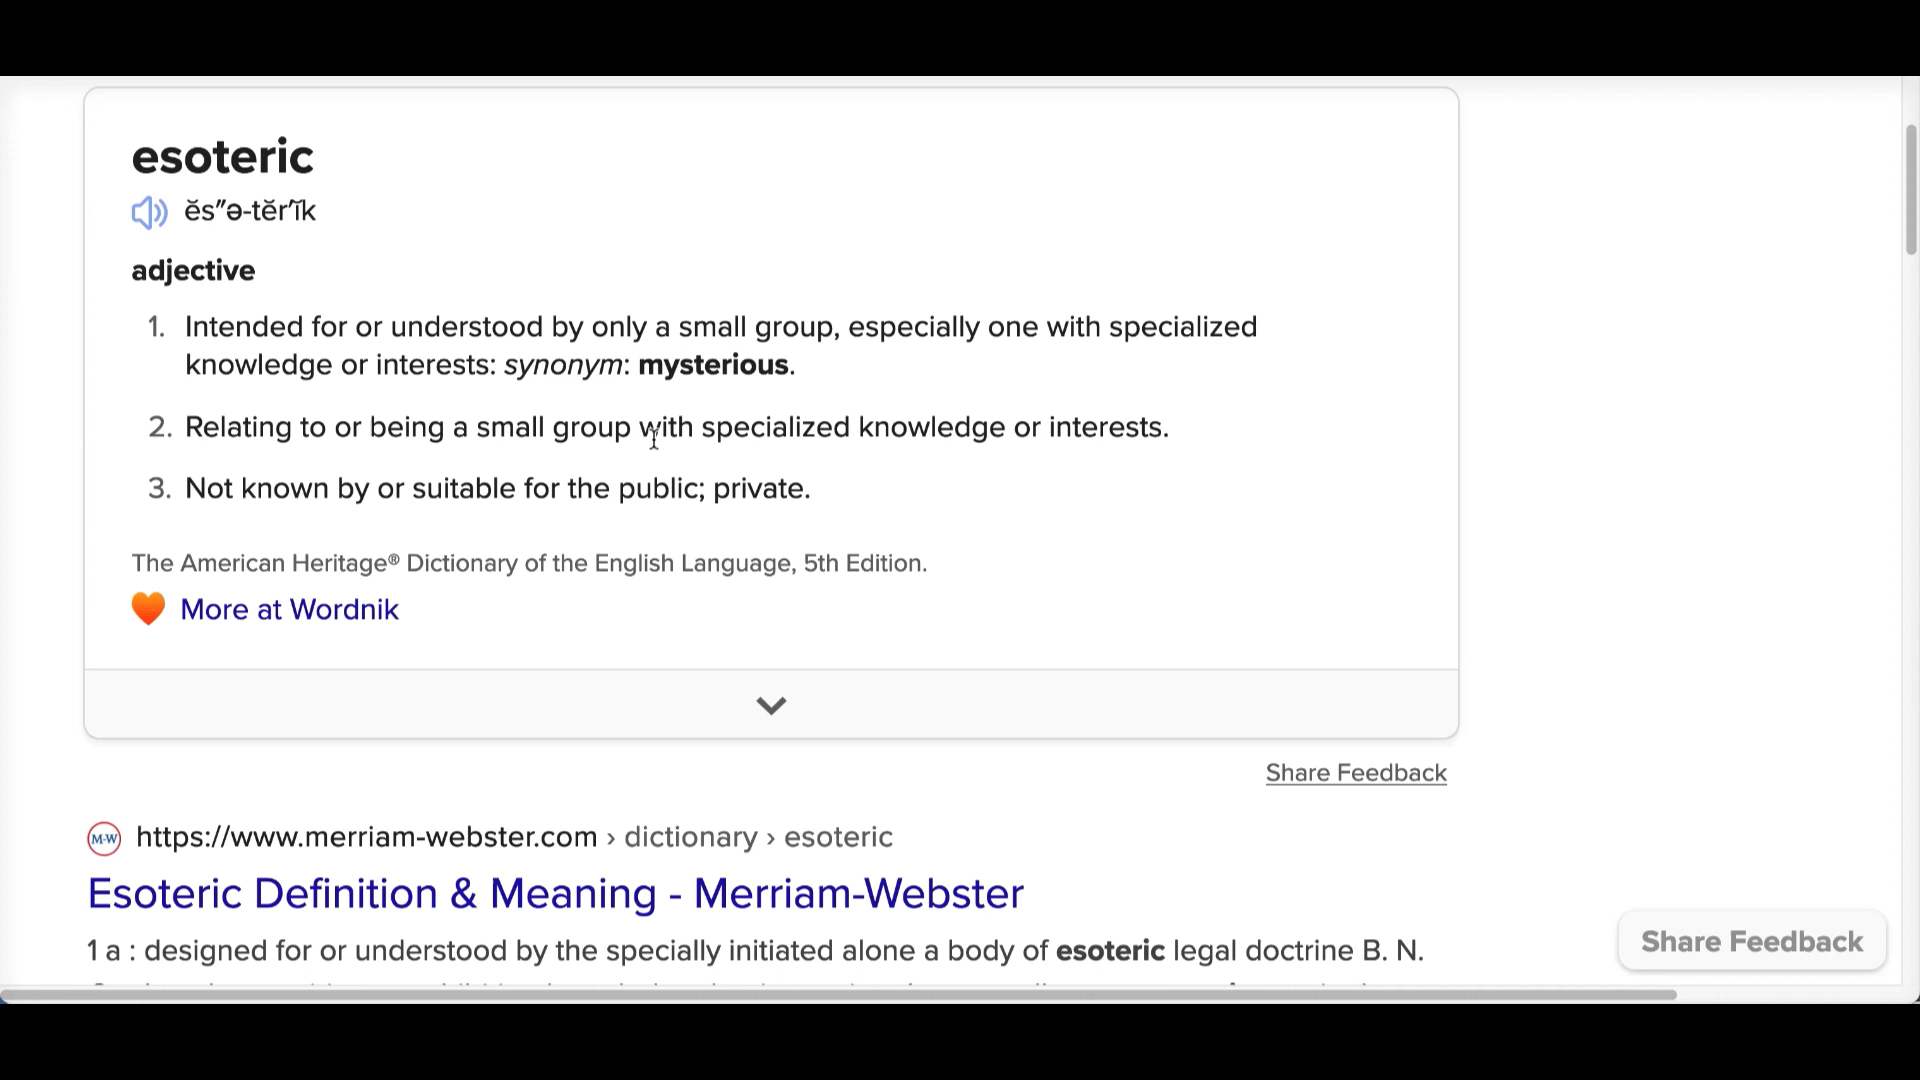 esoteric
ĕs″ə-tĕr′ĭk
adjective
1. Intended for or understood by only a small group, especially one with specialized
knowledge or interests: synonym: mysterious.
2. Relating to or being a small group with specialized knowledge or interests.
3. Not known by or suitable for the public; private.
The American Heritage® Dictionary of the English Language, 5th Edition.
More at Wordnik
Share Feedback
M-W https://www.merriam-webster.com › dictionary › esoteric
Esoteric Definition & Meaning - Merriam-Webster
1 a : designed for or understood by the specially initiated alone a body of esoteric legal doctrine B. N.
Share Feedback